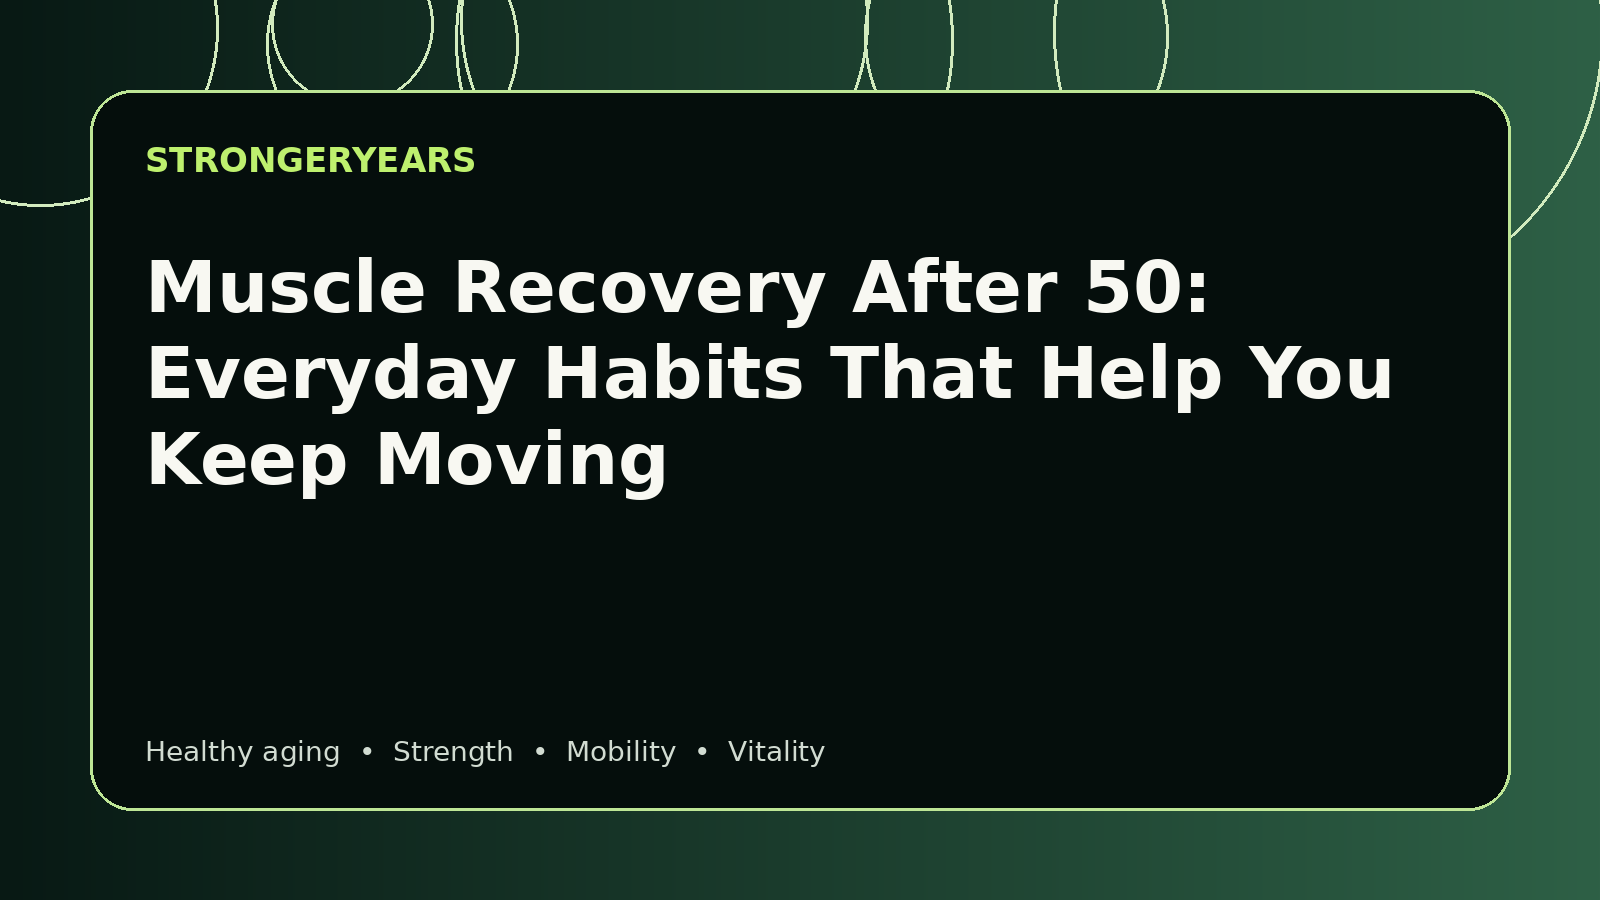 STRONGERYEARS
Muscle Recovery After 50:
Everyday Habits That Help You
Keep Moving
Healthy aging • Strength • Mobility • Vitality